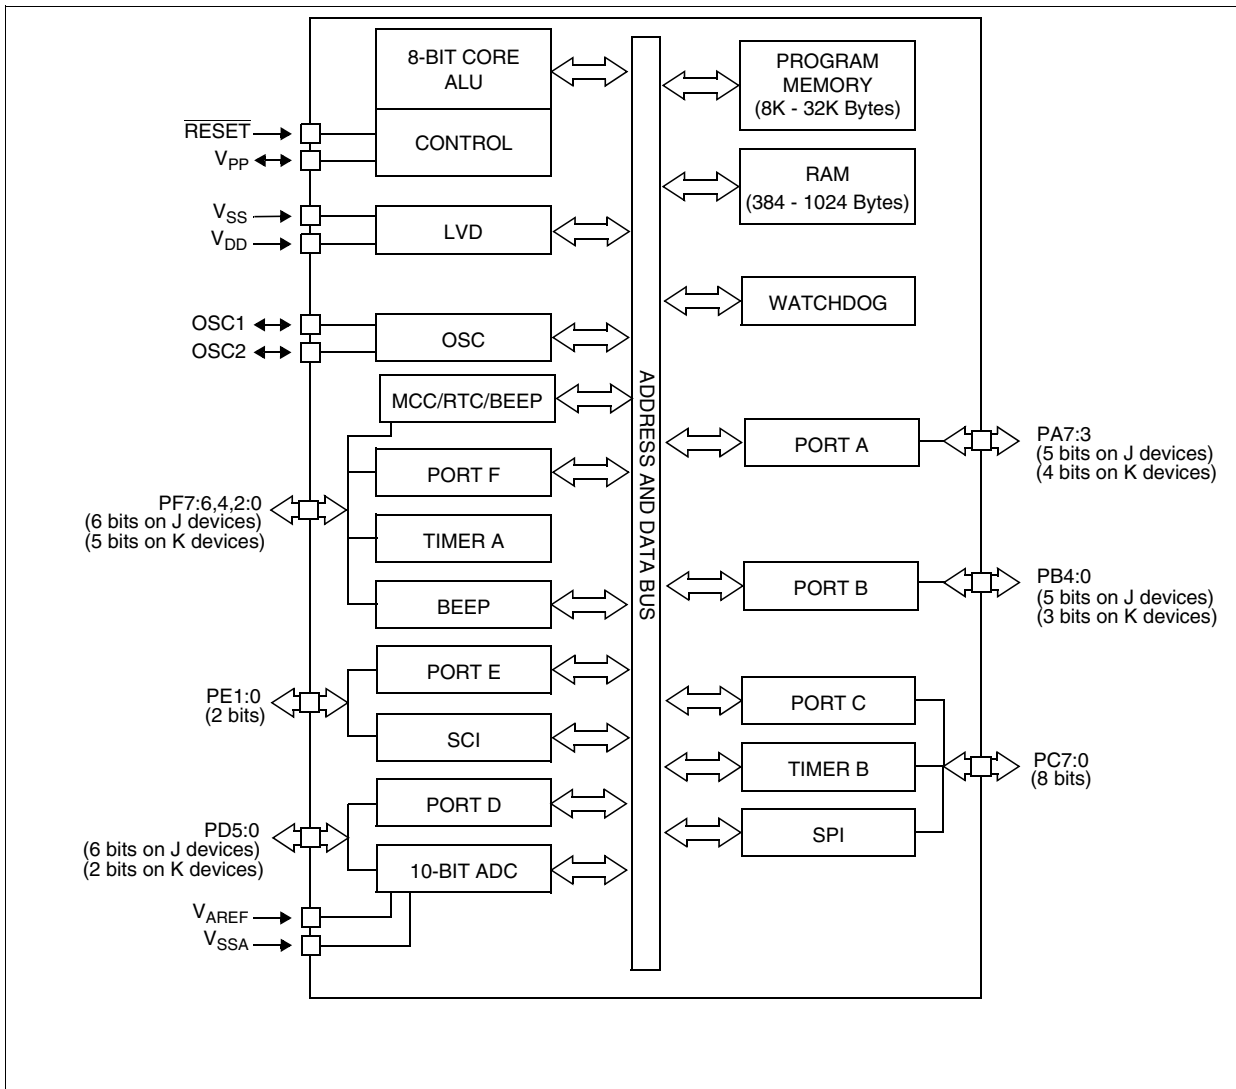 8-BIT CORE
ALU
CONTROL
RESET
VPP
VSS
VDD
LVD
OSC1
OSC2
OSC
MCC/RTC/BEEP
PORT F
PF7:6,4,2:0
(6 bits on J devices)
(5 bits on K devices)
TIMER A
BEEP
PORT E
PE1:0
(2 bits)
SCI
PORT D
PD5:0
(6 bits on J devices)
(2 bits on K devices)
10-BIT ADC
VAREF
VSSA
ADDRESS AND DATA BUS
PROGRAM
MEMORY
(8K - 32K Bytes)
RAM
(384 - 1024 Bytes)
WATCHDOG
PORT A
PA7:3
(5 bits on J devices)
(4 bits on K devices)
PORT B
PB4:0
(5 bits on J devices)
(3 bits on K devices)
PORT C
TIMER B
PC7:0
(8 bits)
SPI